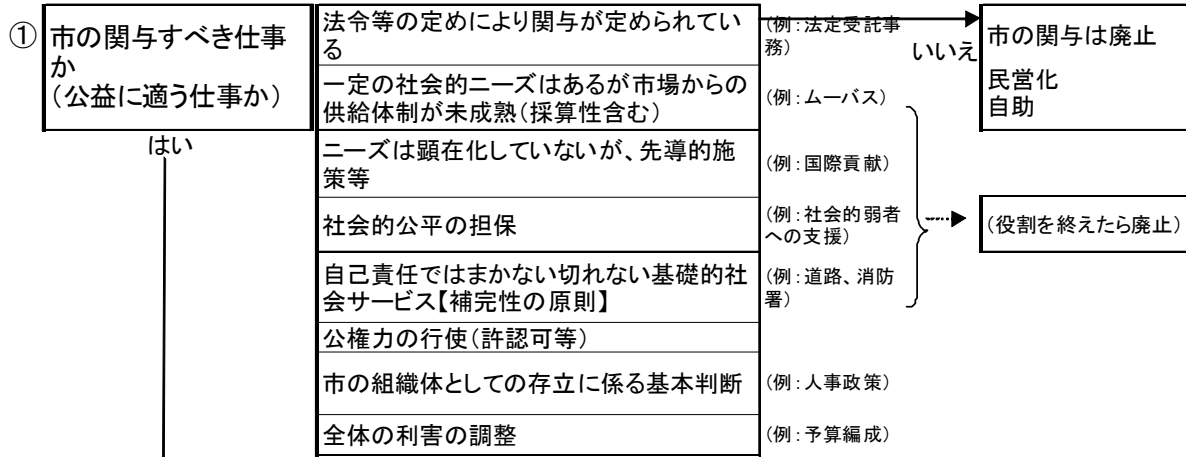 ①
市の関与すべき仕事
か
（公益に適う仕事か）
はい
法令等の定めにより関与が定められてい
る
（例：法定受託事
務）
いいえ
市の関与は廃止
民営化
自助
一定の社会的ニーズはあるが市場からの
供給体制が未成熟（採算性含む）
（例：ムーバス）
ニーズは顕在化していないが、先導的施
策等
（例：国際貢献）
社会的公平の担保
（例：社会的弱者
への支援）
（役割を終えたら廃止）
自己責任ではまかない切れない基礎的社
会サービス【補完性の原則】
（例：道路、消防
署）
公権力の行使（許認可等）
市の組織体としての存立に係る基本判断
（例：人事政策）
全体の利害の調整
（例：予算編成）